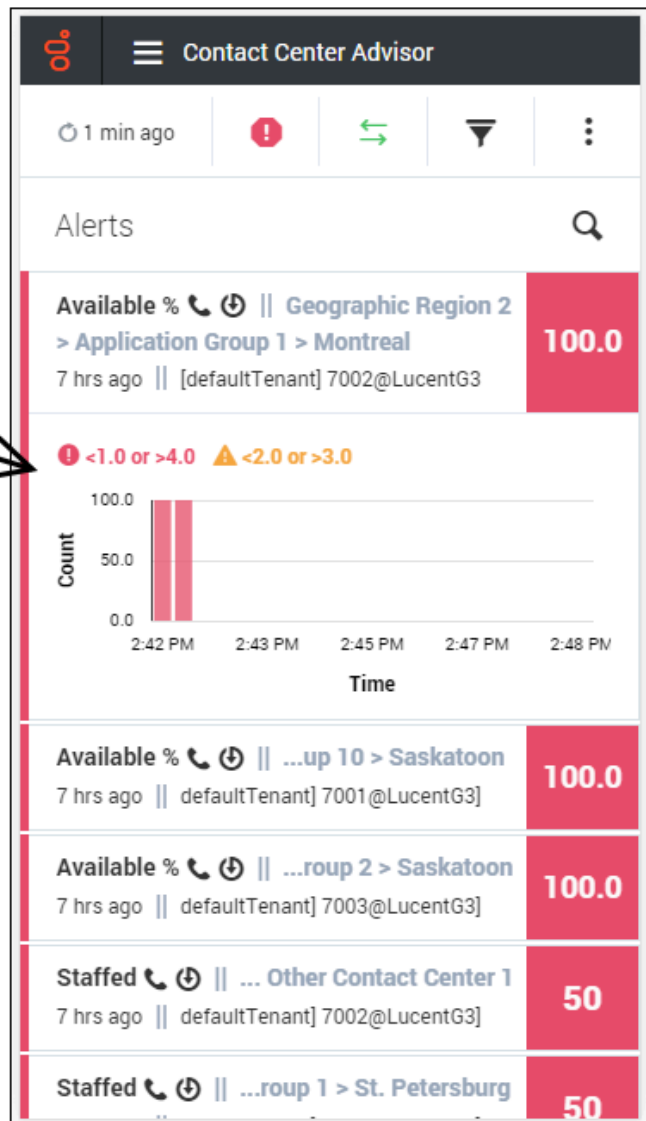 Contact Center Advisor
1 min ago
Alerts
Available % || Geographic Region 2
> Application Group 1 > Montreal
7 hrs ago || [defaultTenant] 7002@LucentG3
100.0
<1.0 or >4.0 <2.0 or >3.0
100.0
50.0
0.0
Count
2:42 PM 2:43 PM 2:45 PM 2:47 PM 2:48 PM
Time
Available % || ...up 10 > Saskatoon
7 hrs ago || defaultTenant] 7001@LucentG3]
100.0
Available % || ...roup 2 > Saskatoon
7 hrs ago || defaultTenant] 7003@LucentG3]
100.0
Staffed || ... Other Contact Center 1
7 hrs ago || defaultTenant] 7002@LucentG3]
50
Staffed || ...roup 1 > St. Petersburg
50